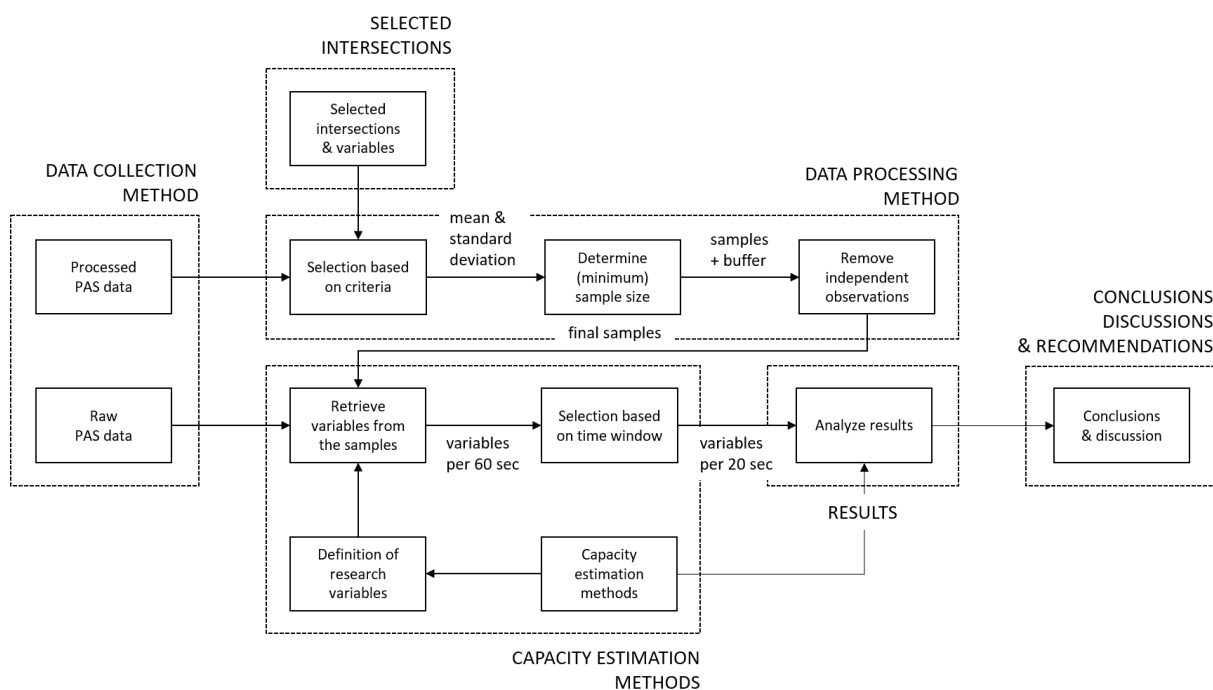 SELECTED
INTERSECTIONS
Selected
intersections
& variables
DATA COLLECTION
METHOD
DATA PROCESSING
METHOD
Processed
PAS data
Selection based
on criteria
mean &
standard
deviation
Determine
(minimum)
sample size
samples
+ buffer
Remove
independent
observations
final samples
CONCLUSIONS
DISCUSSIONS
& RECOMMENDATIONS
Raw
PAS data
Retrieve
variables from
the samples
variables
per 60 sec
Selection based
on time window
variables
per 20 sec
Analyze results
Conclusions
& discussion
RESULTS
Definition of
research
variables
Capacity
estimation
methods
CAPACITY ESTIMATION
METHODS